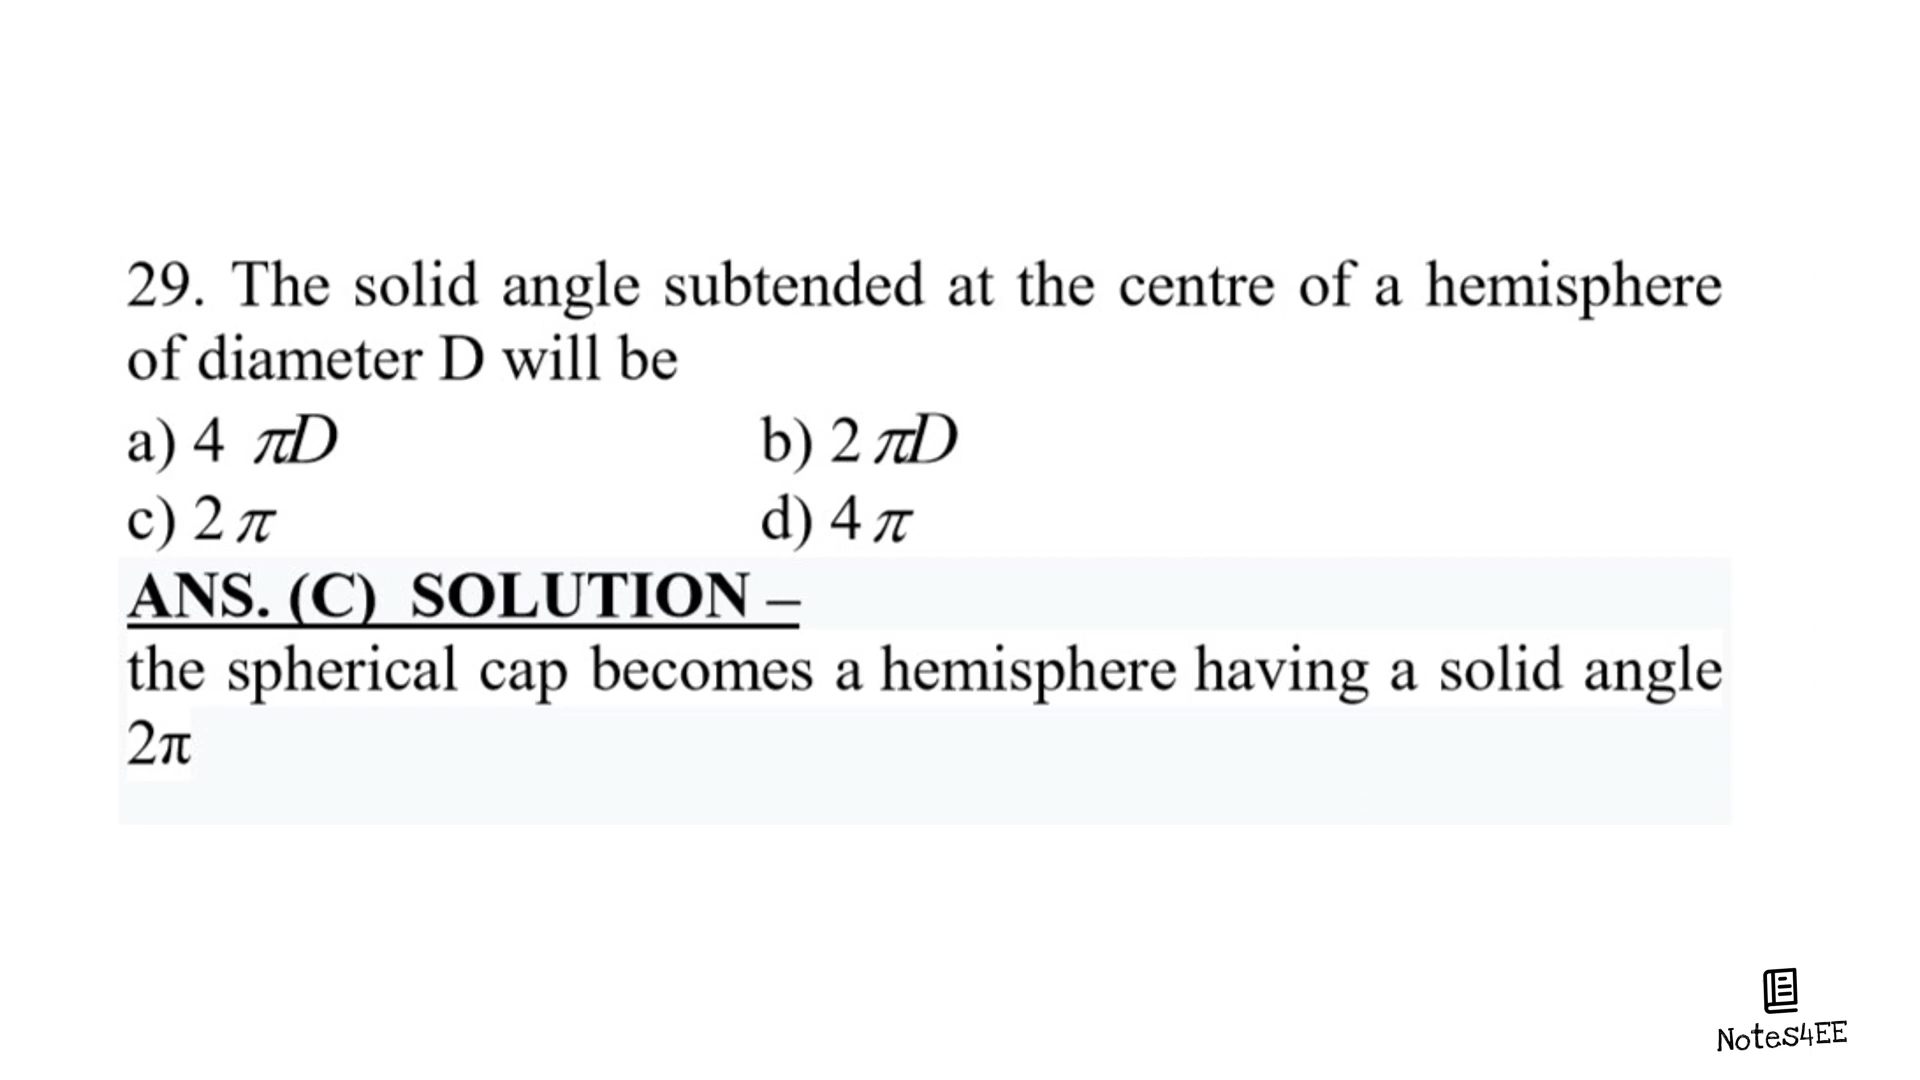 29. The solid angle subtended at the centre of a hemisphere
of diameter D will be
a) 4 πD b) 2 πD
c) 2 π d) 4 π
ANS. (C) SOLUTION –
the spherical cap becomes a hemisphere having a solid angle
2π
Notes4EE